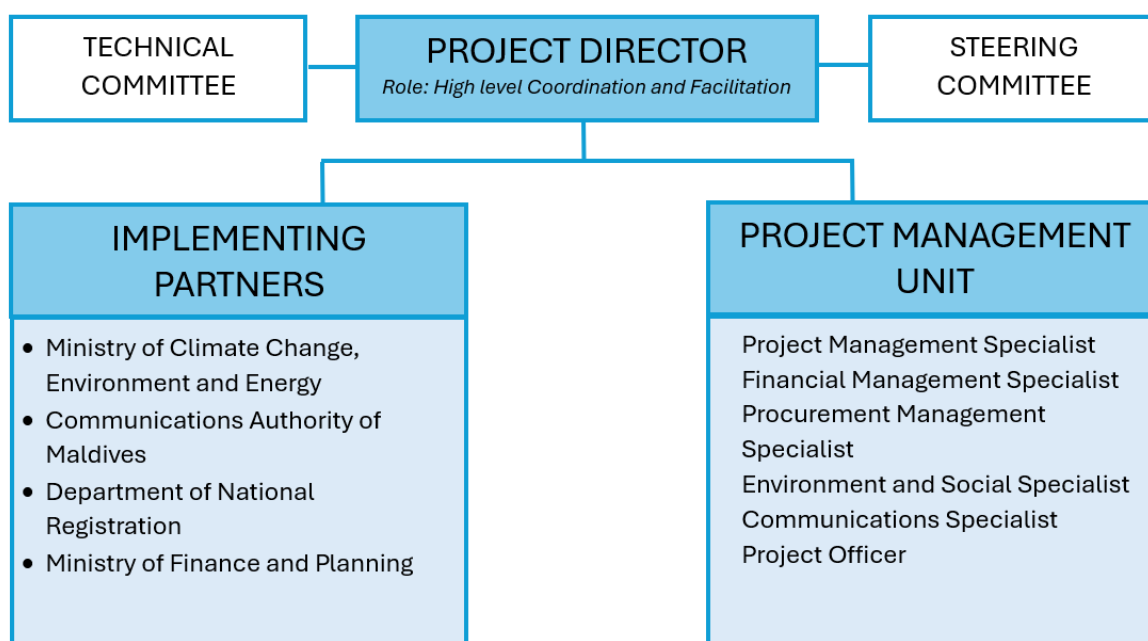 TECHNICAL
COMMITTEE
PROJECT DIRECTOR
Role: High level Coordination and Facilitation
STEERING
COMMITTEE
IMPLEMENTING
PARTNERS
• Ministry of Climate Change,
Environment and Energy
• Communications Authority of
Maldives
• Department of National
Registration
• Ministry of Finance and Planning
PROJECT MANAGEMENT
UNIT
Project Management Specialist
Financial Management Specialist
Procurement Management
Specialist
Environment and Social Specialist
Communications Specialist
Project Officer